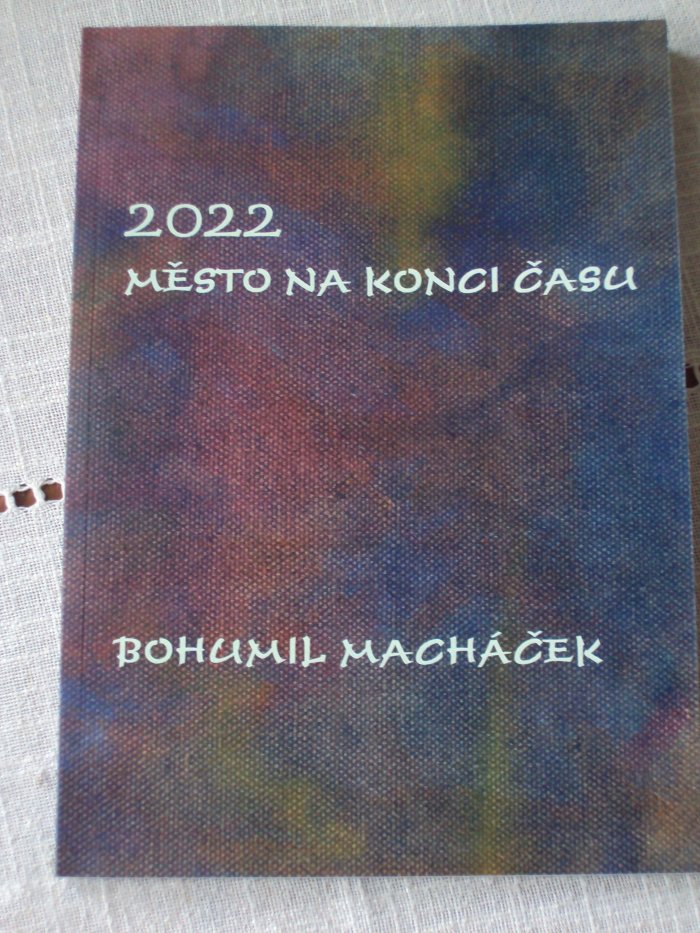 2022
MĚSTO NA KONCI ČASU
BOHUMIL MACHÁČEK